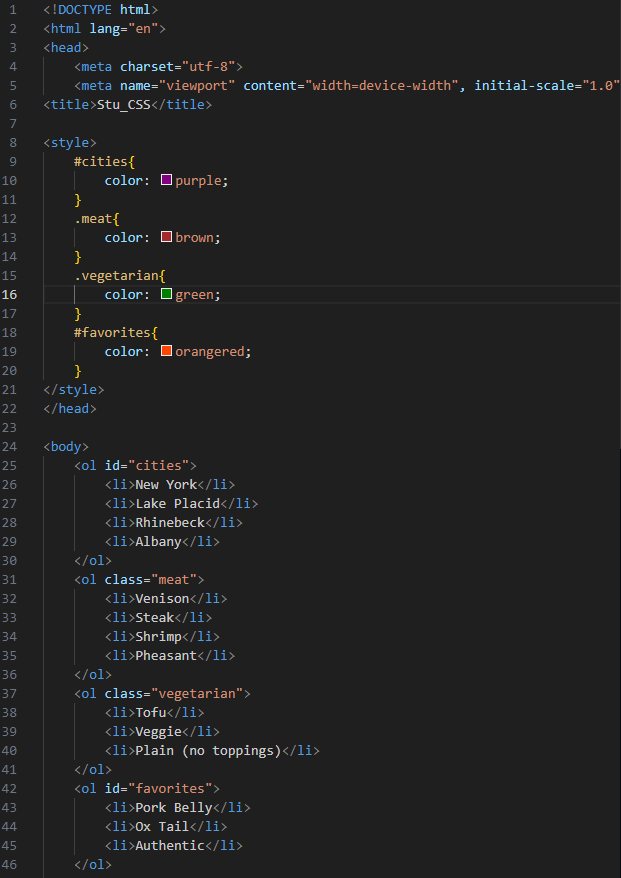 1 <!DOCTYPE html>
2 <html lang="en">
3 <head>
4     <meta charset="utf-8">
5     <meta name="viewport" content="width=device-width", initial-scale="1.0"
6 <title>Stu_CSS</title>
7
8 <style>
9     #cities{
10         color: purple;
11     }
12     .meat{
13         color: brown;
14     }
15     .vegetarian{
16         color: green;
17     }
18     #favorites{
19         color: orangered;
20     }
21 </style>
22 </head>
23
24 <body>
25     <ol id="cities">
26         <li>New York</li>
27         <li>Lake Placid</li>
28         <li>Rhinebeck</li>
29         <li>Albany</li>
30     </ol>
31     <ol class="meat">
32         <li>Venison</li>
33         <li>Steak</li>
34         <li>Shrimp</li>
35         <li>Pheasant</li>
36     </ol>
37     <ol class="vegetarian">
38         <li>Tofu</li>
39         <li>Veggie</li>
40         <li>Plain (no toppings)</li>
41     </ol>
42     <ol id="favorites">
43         <li>Pork Belly</li>
44         <li>Ox Tail</li>
45         <li>Authentic</li>
46     </ol>